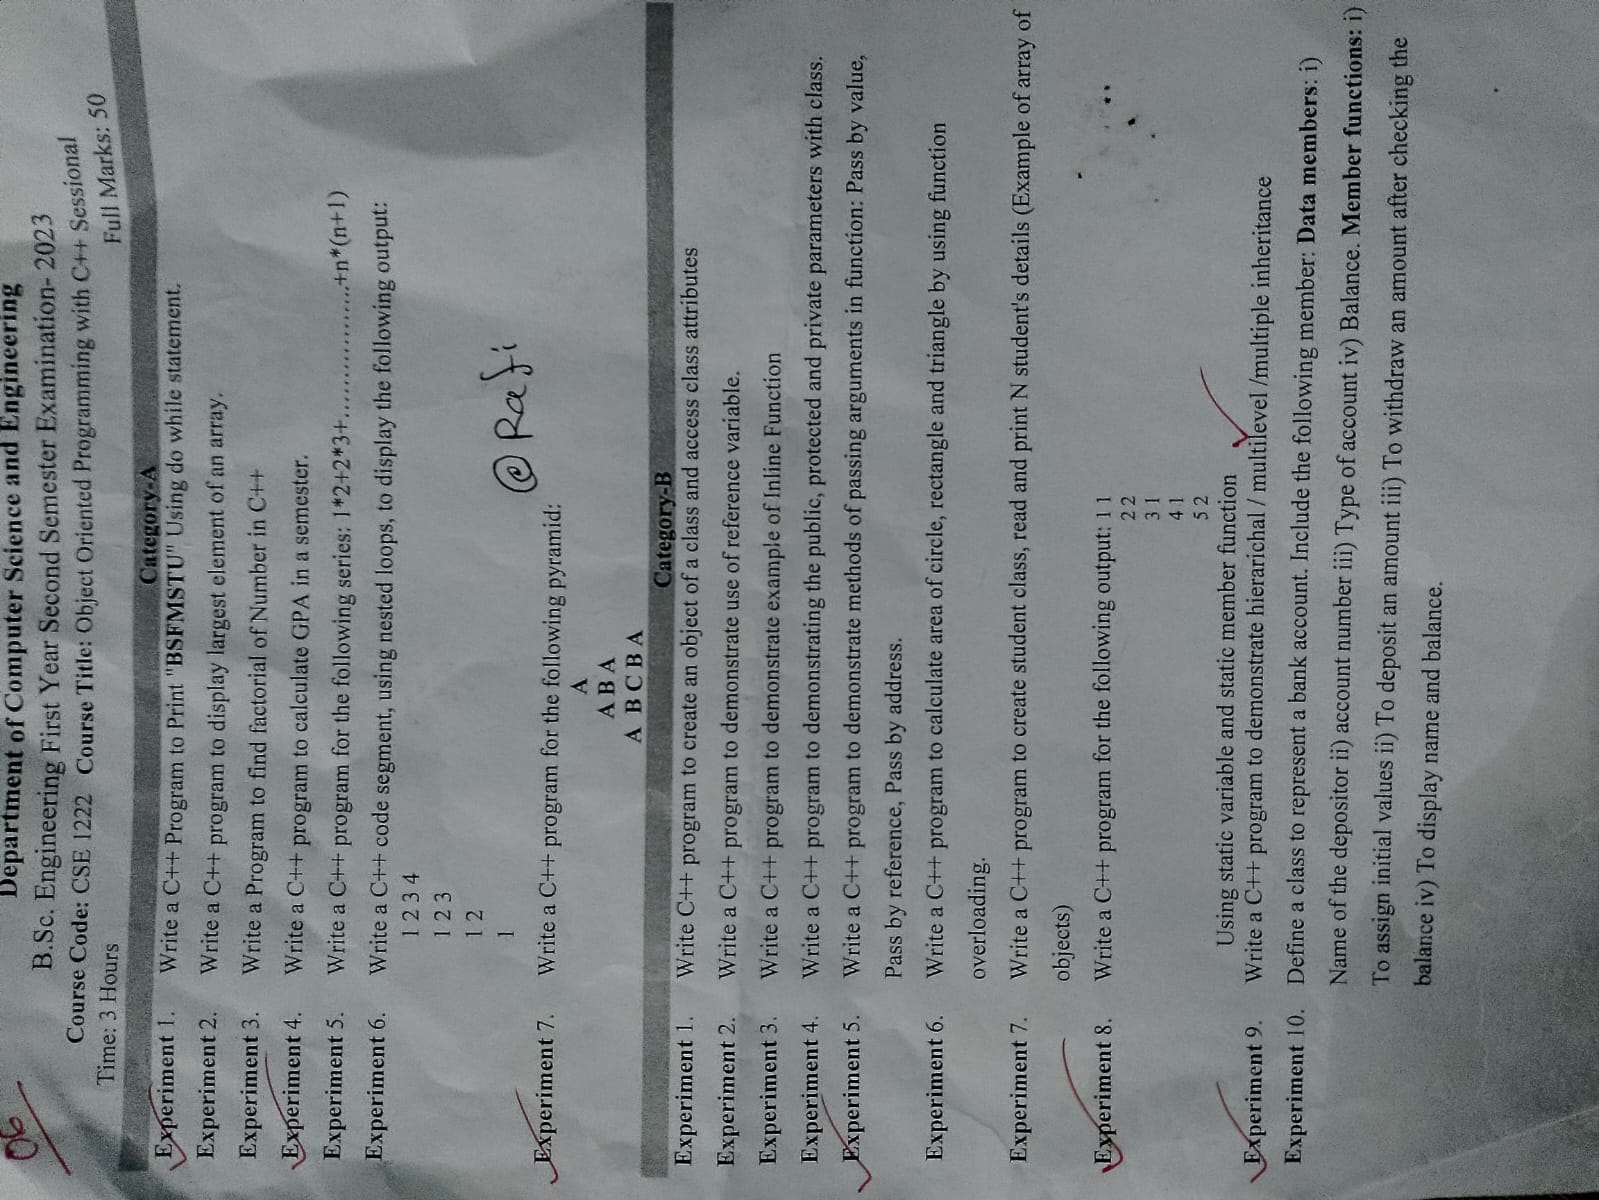 06
Department of Computer Science and Engineering
B.Sc. Engineering First Year Second Semester Examination- 2023
Course Code: CSE 1222 Course Title: Object Oriented Programming with C++ Sessional
Time: 3 Hours Full Marks: 50
Category-A
Experiment 1. Write a C++ Program to Print "BSFMSTU" Using do while statement.
Experiment 2. Write a C++ program to display largest element of an array.
Experiment 3. Write a Program to find factorial of Number in C++
Experiment 4. Write a C++ program to calculate GPA in a semester.
Experiment 5. Write a C++ program for the following series: 1*2+2*3+..................+n*(n+1)
Experiment 6. Write a C++ code segment, using nested loops, to display the following output:
1 2 3 4
1 2 3
1 2
1
@Rafi
Experiment 7. Write a C++ program for the following pyramid:
A
A B A
A B C B A
Category-B
Experiment 1. Write C++ program to create an object of a class and access class attributes
Experiment 2. Write a C++ program to demonstrate use of reference variable.
Experiment 3. Write a C++ program to demonstrate example of Inline Function
Experiment 4. Write a C++ program to demonstrating the public, protected and private parameters with class.
Experiment 5. Write a C++ program to demonstrate methods of passing arguments in function: Pass by value,
Pass by reference, Pass by address.
Experiment 6. Write a C++ program to calculate area of circle, rectangle and triangle by using function
overloading.
Experiment 7. Write a C++ program to create student class, read and print N student's details (Example of array of
objects)
Experiment 8. Write a C++ program for the following output: 1 1
2 2
3 1
4 1
5 2
Using static variable and static member function
Experiment 9. Write a C++ program to demonstrate hierarichal / multilevel /multiple inheritance
Experiment 10. Define a class to represent a bank account. Include the following member: Data members: i)
Name of the depositor ii) account number iii) Type of account iv) Balance. Member functions: i)
To assign initial values ii) To deposit an amount iii) To withdraw an amount after checking the
balance iv) To display name and balance.